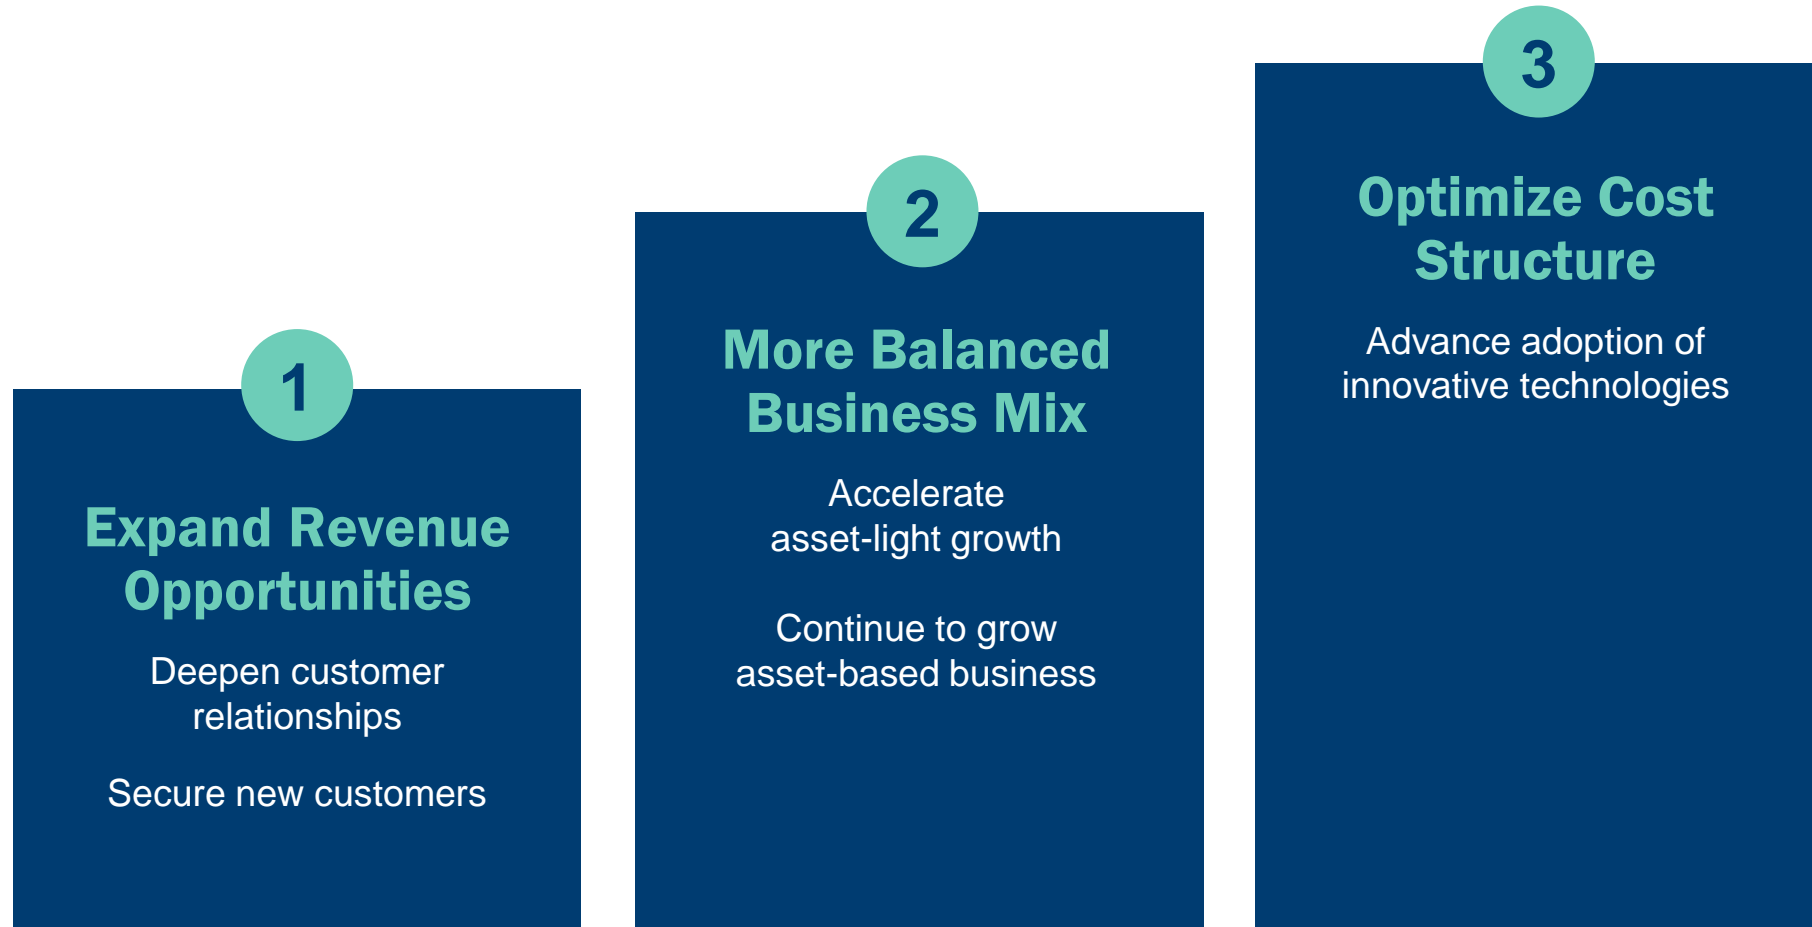 1
Expand Revenue
Opportunities
Deepen customer
relationships
Secure new customers
2
More Balanced
Business Mix
Accelerate
asset-light growth
Continue to grow
asset-based business
3
Optimize Cost
Structure
Advance adoption of
innovative technologies